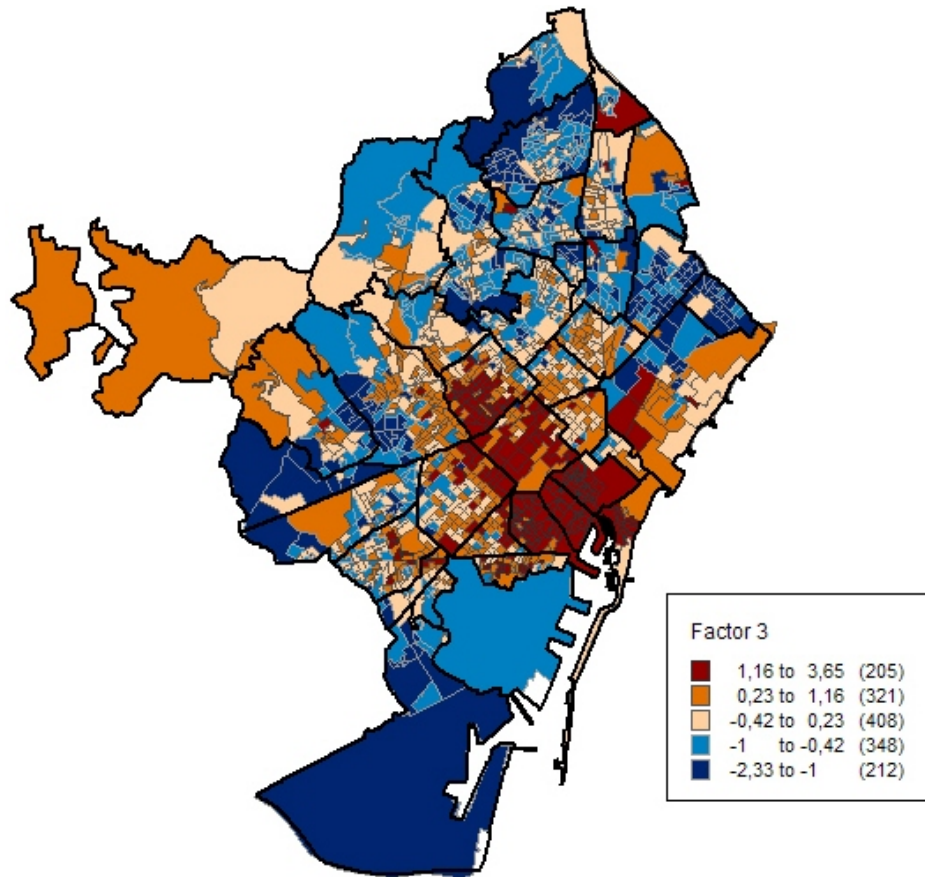 Factor 3
1,16 to 3,65 (205)
0,23 to 1,16 (321)
-0,42 to 0,23 (408)
-1 to -0,42 (348)
-2,33 to -1 (212)